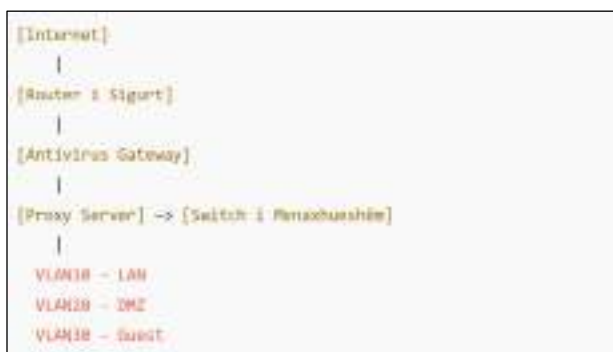 [Internet]
|
[Router i Sigurt]
|
[Antivirus Gateway]
|
[Proxy Server] -> [Switch i Menaxhueshëm]
|
VLAN10 - LAN
VLAN20 - DMZ
VLAN30 - Guest